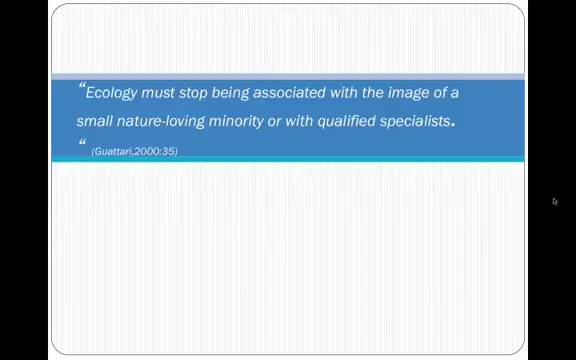 “Ecology must stop being associated with the image of a
small nature-loving minority or with qualified specialists.
“ (Guattari,2000:35)